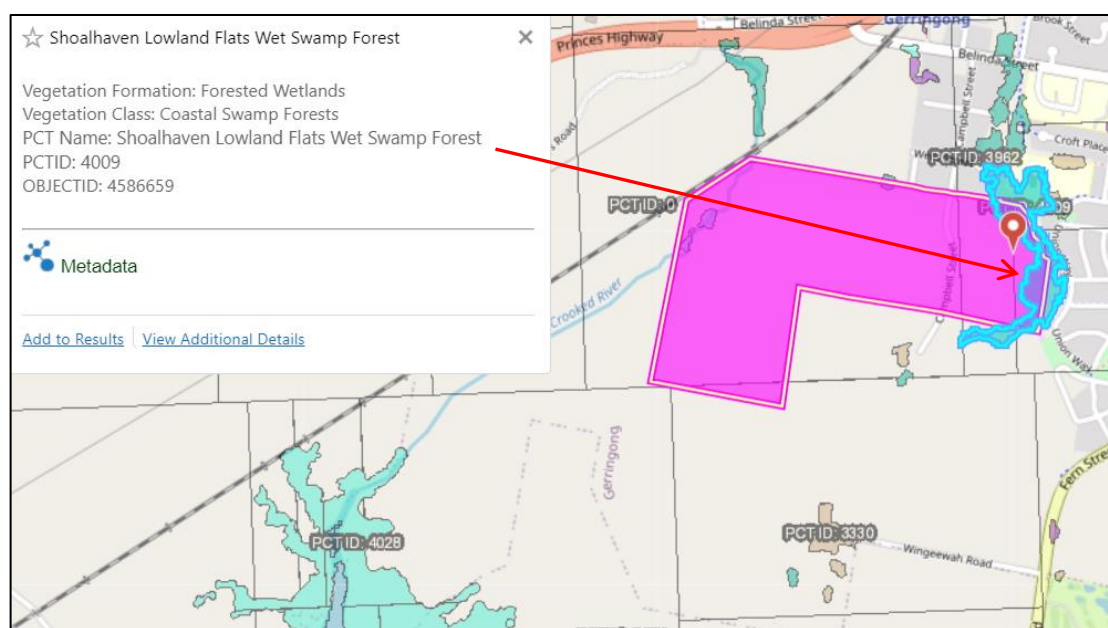 Shoalhaven Lowland Flats Wet Swamp Forest
Vegetation Formation: Forested Wetlands
Vegetation Class: Coastal Swamp Forests
PCT Name: Shoalhaven Lowland Flats Wet Swamp Forest
PCTID: 4009
OBJECTID: 4586659
Metadata
Add to Results
View Additional Details
Princes Highway
Belinda Street
Gerringong
Brook Street
Belinda Street
Campbell Street
Croft Place
Road
PCT ID: 3962
PCT ID: 0
Campbell Street
Crooked River
Union Way
Gerringong
Fern Stre
PCT ID: 4028
PCT ID: 3330
Wingeewah Road